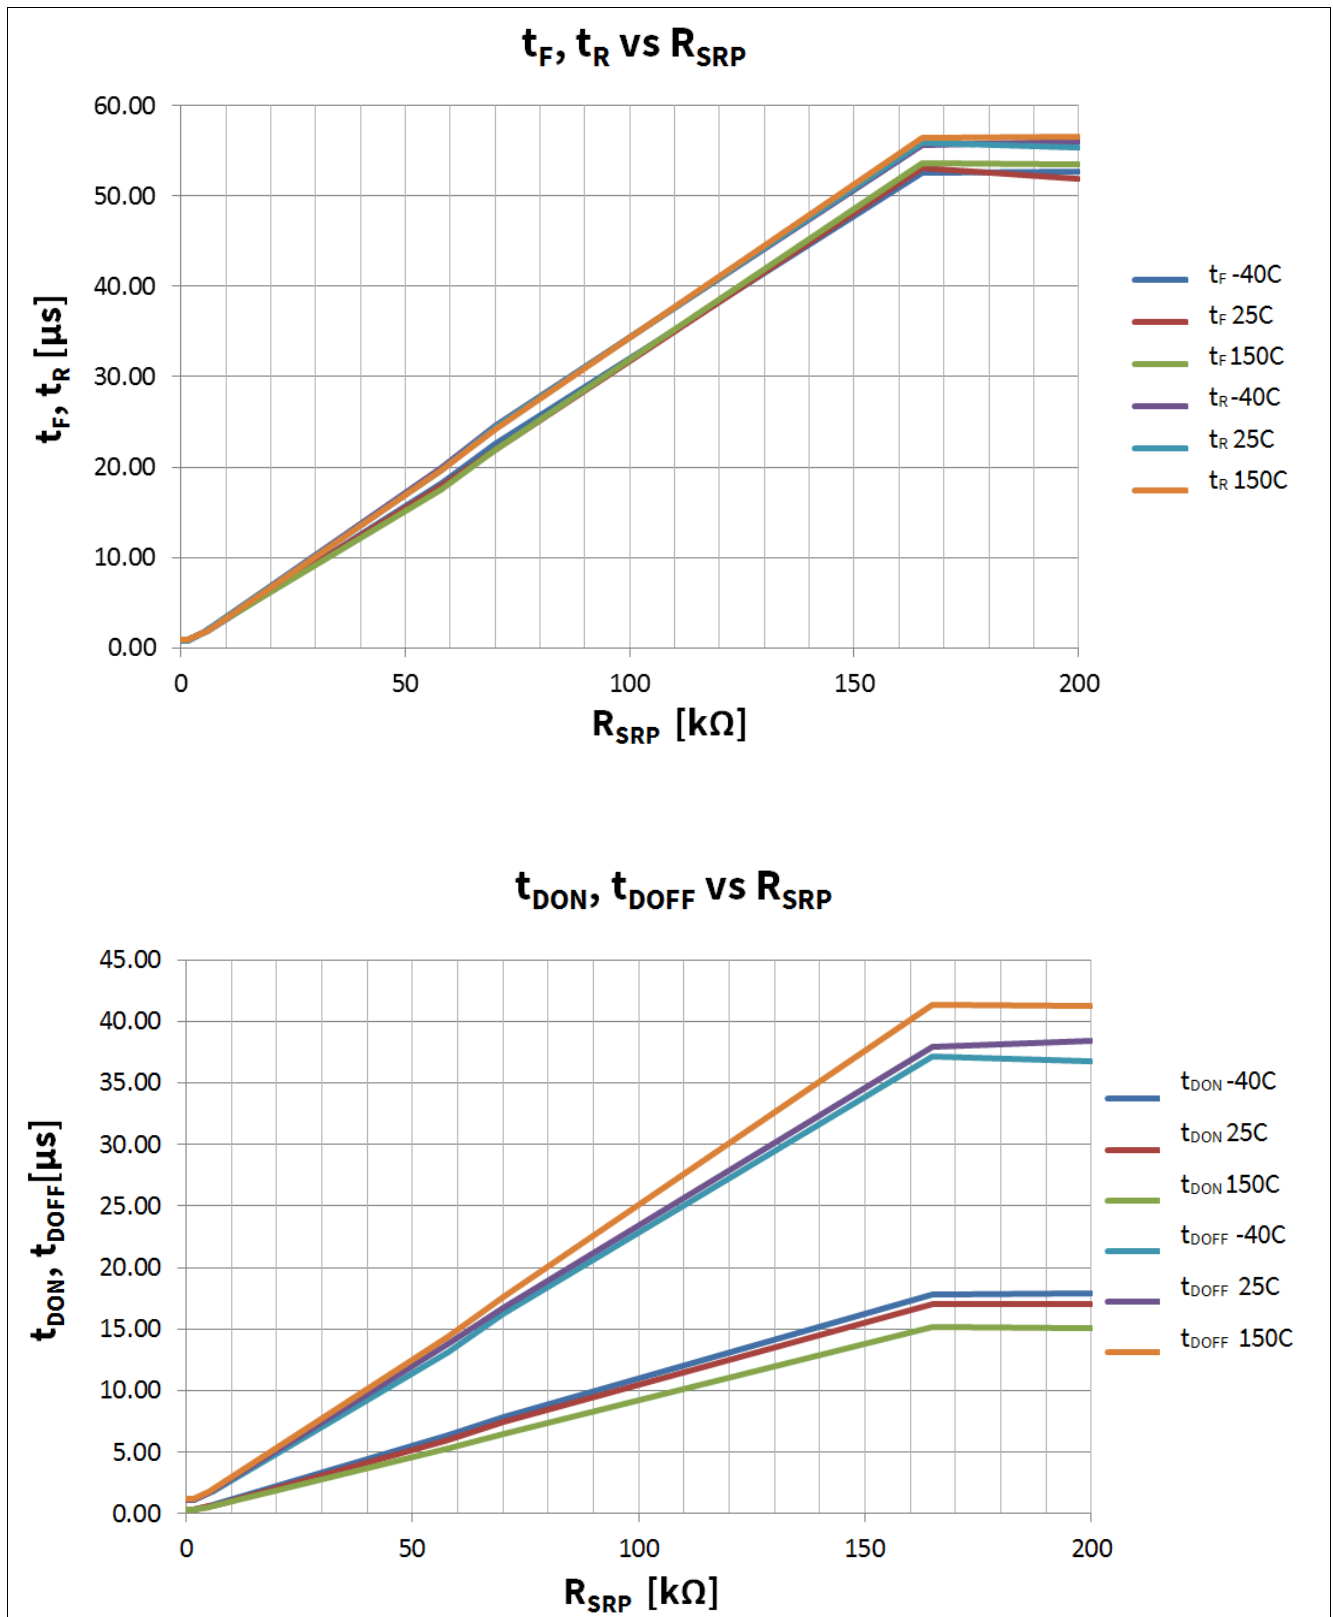 tF, tR vs RSRP
60.00
50.00
40.00
30.00
20.00
10.00
0.00
tF, tR [µs]
0 50 100 150 200
RSRP [kΩ]
tF -40C
tF 25C
tF 150C
tR -40C
tR 25C
tR 150C
tDON, tDOFF vs RSRP
45.00
40.00
35.00
30.00
25.00
20.00
15.00
10.00
5.00
0.00
tDON, tDOFF[µs]
0 50 100 150 200
RSRP [kΩ]
tDON -40C
tDON 25C
tDON 150C
tDOFF -40C
tDOFF 25C
tDOFF 150C